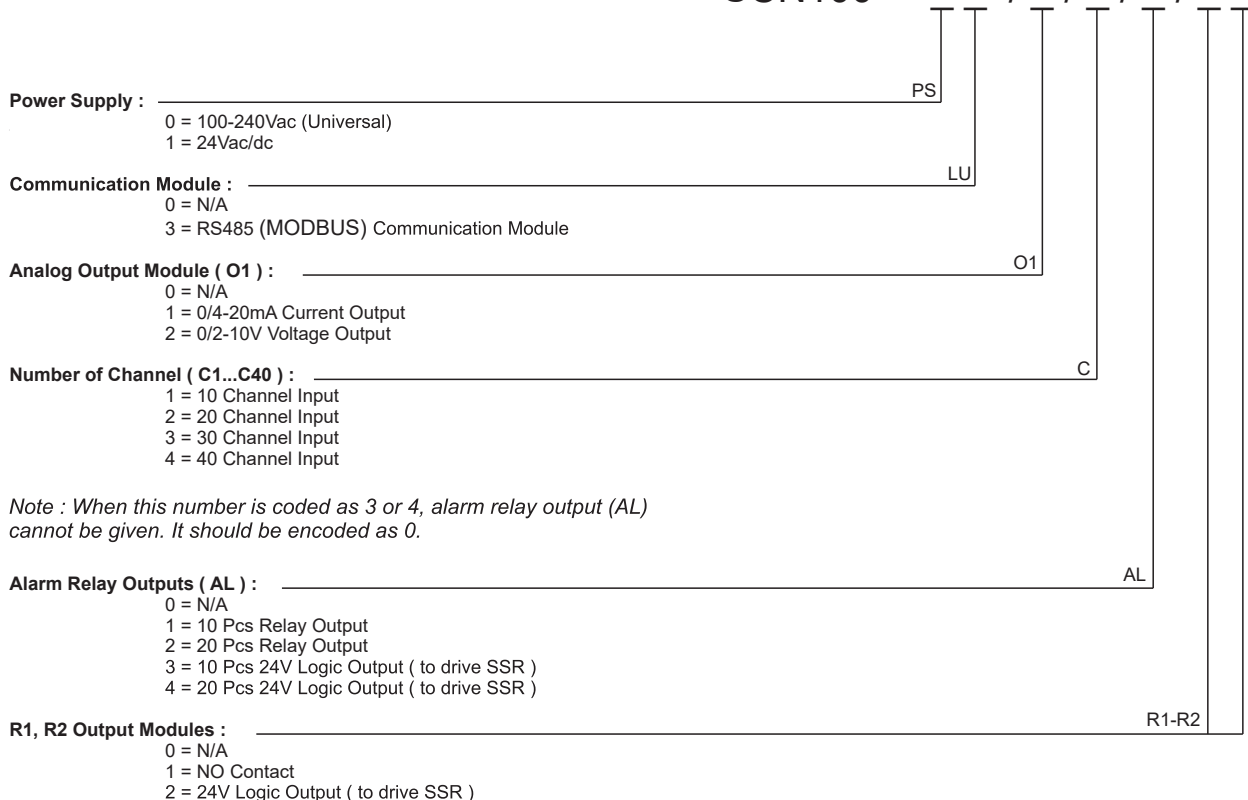 PS
Power Supply :
0 = 100-240Vac (Universal)
1 = 24Vac/dc
LU
Communication Module :
0 = N/A
3 = RS485 (MODBUS) Communication Module
O1
Analog Output Module ( O1 ) :
0 = N/A
1 = 0/4-20mA Current Output
2 = 0/2-10V Voltage Output
C
Number of Channel ( C1...C40 ) :
1 = 10 Channel Input
2 = 20 Channel Input
3 = 30 Channel Input
4 = 40 Channel Input
Note : When this number is coded as 3 or 4, alarm relay output (AL)
cannot be given. It should be encoded as 0.
AL
Alarm Relay Outputs ( AL ) :
0 = N/A
1 = 10 Pcs Relay Output
2 = 20 Pcs Relay Output
3 = 10 Pcs 24V Logic Output ( to drive SSR )
4 = 20 Pcs 24V Logic Output ( to drive SSR )
R1-R2
R1, R2 Output Modules :
0 = N/A
1 = NO Contact
2 = 24V Logic Output ( to drive SSR )